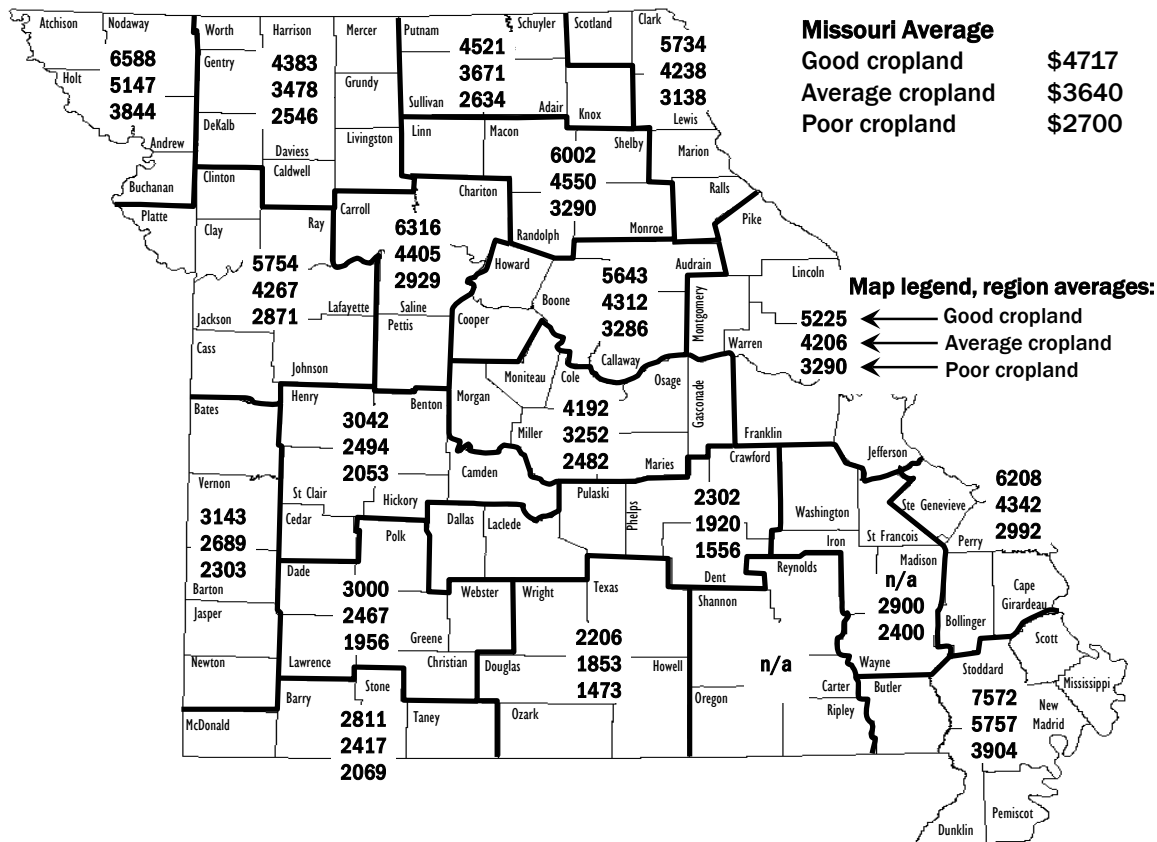 Missouri Average
Good cropland $4717
Average cropland $3640
Poor cropland $2700
Atchison
Nodaway
6588
5147
3844
Holt
Andrew
Buchanan
Worth
Harrison
Mercer
Gentry
4383
3478
2546
Grundy
DeKalb
Daviess
Livingston
Caldwell
Putnam
Schuyler
4521
3671
2634
Sullivan
Adair
Scotland
Clark
5734
4238
3138
Knox
Lewis
Marion
Ralls
Linn
Macon
Shelby
6002
4550
3290
Randolph
Monroe
Clinton
Platte
Clay
Ray
5754
4267
2871
Lafayette
Jackson
Cass
Johnson
Carroll
Chariton
6316
4405
2929
Saline
Pettis
Howard
Audrain
5643
4312
3286
Boone
Cooper
Callaway
Pike
Lincoln
Montgomery
Warren
Map legend, region averages:
5225 Good cropland
4206 Average cropland
3290 Poor cropland
Franklin
Jefferson
Morgan
Moniteau
Cole
Osage
Gasconade
4192
3252
2482
Miller
Maries
Henry
Benton
3042
2494
2053
St Clair
Hickory
Cedar
Camden
Bates
Vernon
3143
2689
2303
Barton
Jasper
Newton
Pulaski
Phelps
Crawford
2302
1920
1556
Dent
Dallas
Laclede
Washington
St Francois
Iron
Madison
n/a
2900
2400
Wayne
Ste Genevieve
Perry
6208
4342
2992
Cape
Girardeau
Bollinger
Polk
Dade
3000
2467
1956
Greene
Webster
Lawrence
Christian
Wright
Texas
2206
1853
1473
Douglas
Howell
Ozark
Reynolds
Shannon
n/a
Oregon
Carter
Ripley
McDonald
Barry
Stone
Taney
2811
2417
2069
Butler
Stoddard
Scott
Mississippi
7572
5757
3904
New
Madrid
Pemiscot
Dunklin